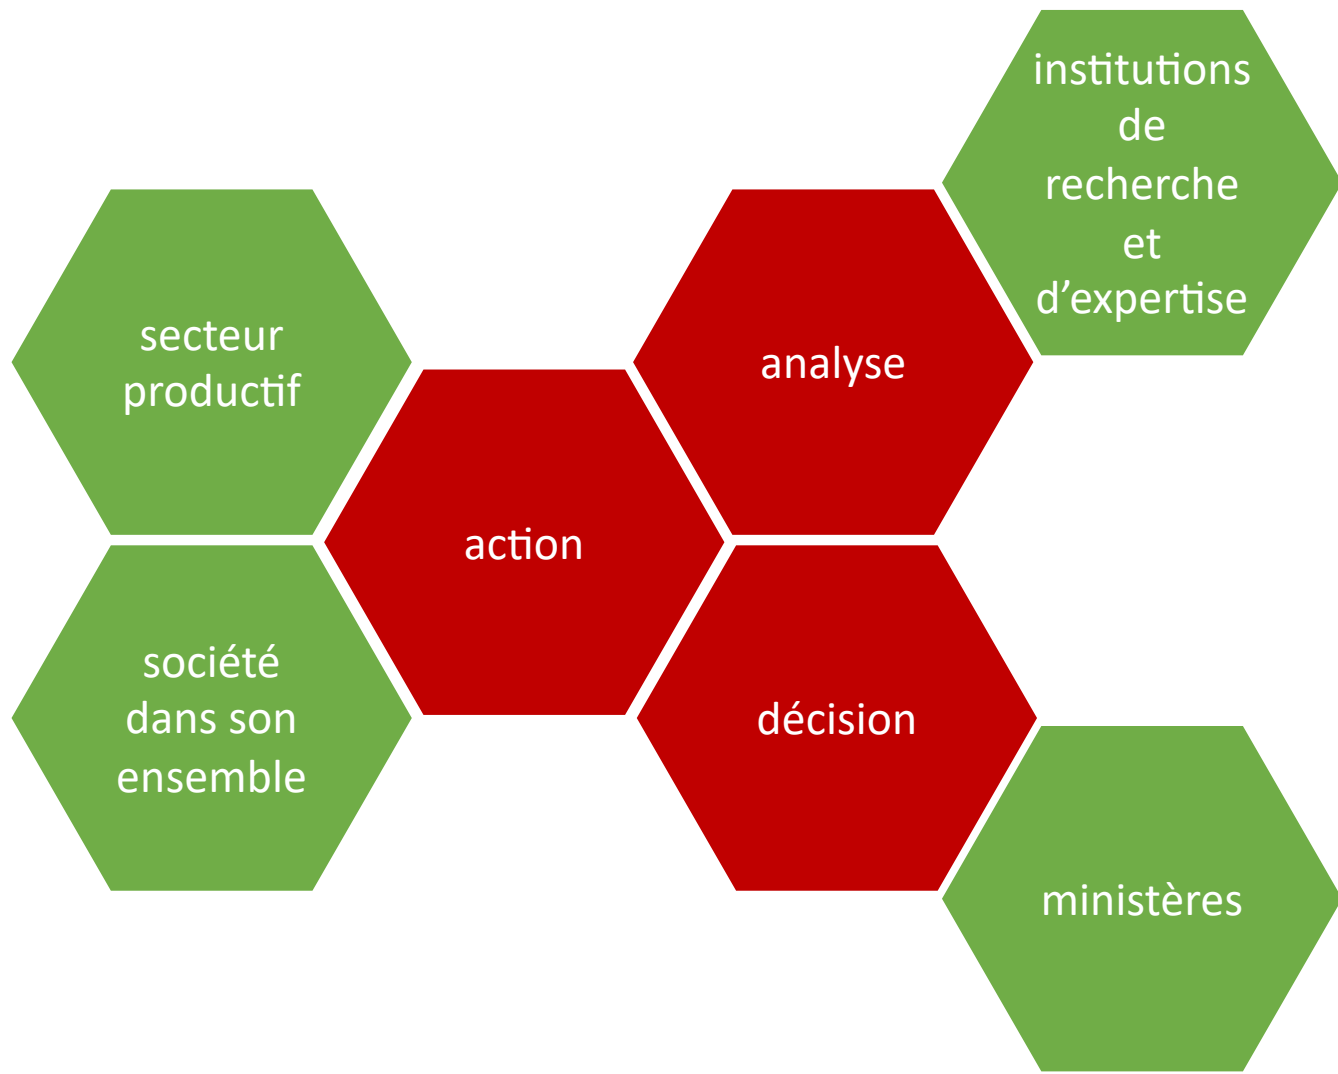 institutions
de
recherche
et
d’expertise
secteur
productif
analyse
action
société
dans son
ensemble
décision
ministères